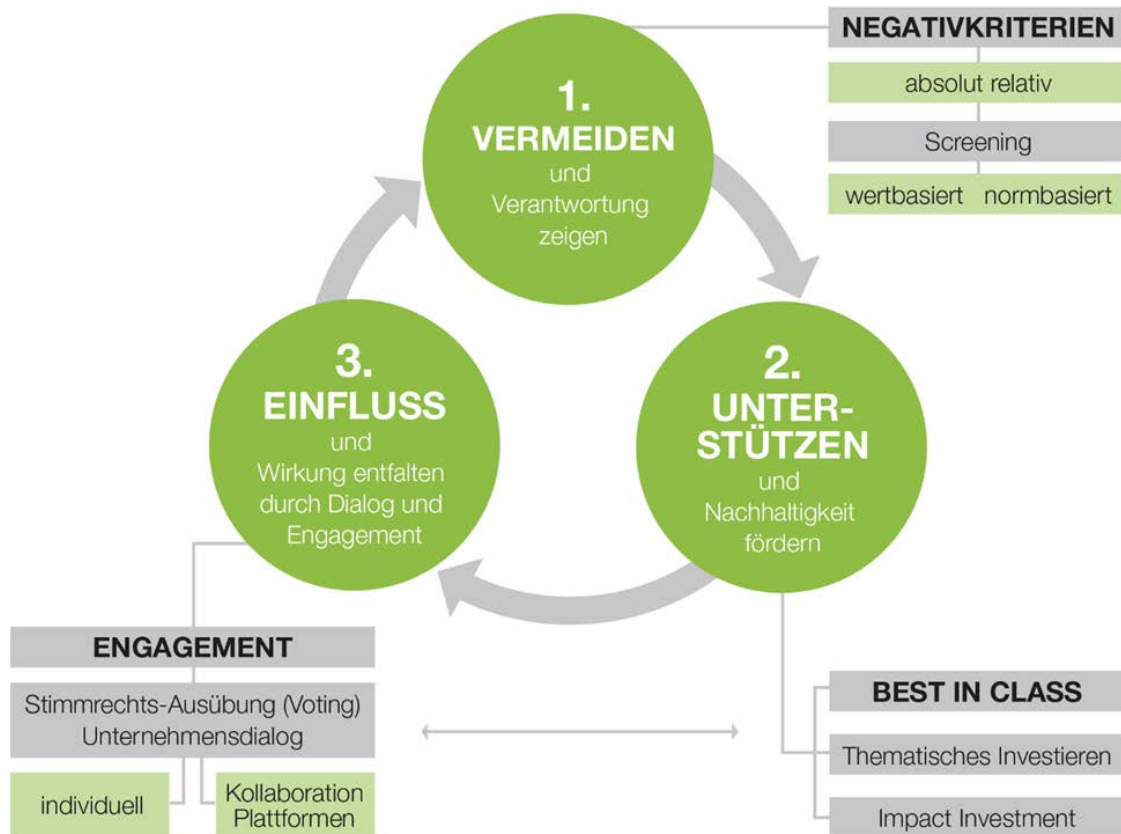 1.
VERMEIDEN
und
Verantwortung
zeigen
NEGATIVKRITERIEN
absolut relativ
Screening
wertbasiert normbasiert
2.
UNTER-
STÜTZEN
und
Nachhaltigkeit
fördern
BEST IN CLASS
Thematisches Investieren
Impact Investment
3.
EINFLUSS
und
Wirkung entfalten
durch Dialog und
Engagement
ENGAGEMENT
Stimmrechts-Ausübung (Voting)
Unternehmensdialog
individuell
Kollaboration
Plattformen